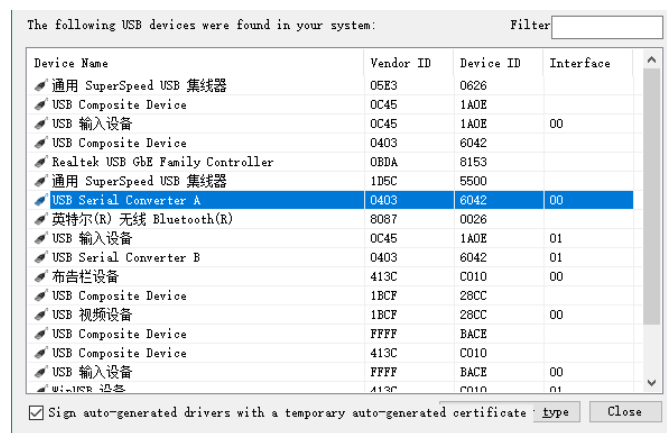 The following USB devices were found in your system: Filter
Device Name Vendor ID Device ID Interface
通用 SuperSpeed USB 集线器 05E3 0626
USB Composite Device 0C45 1A0E
USB 输入设备 0C45 1A0E 00
USB Composite Device 0403 6042
Realtek USB GbE Family Controller 0BDA 8153
通用 SuperSpeed USB 集线器 1D5C 5500
USB Serial Converter A 0403 6042 00
英特尔(R) 无线 Bluetooth(R) 8087 0026
USB 输入设备 0C45 1A0E 01
USB Serial Converter B 0403 6042 01
布告栏设备 413C C010 00
USB Composite Device 1BCF 28CC
USB 视频设备 1BCF 28CC 00
USB Composite Device FFFF BACE
USB Composite Device 413C C010
USB 输入设备 FFFF BACE 00
WinUSB 设备 413C C010 01
Sign auto-generated drivers with a temporary auto-generated certificate type Close